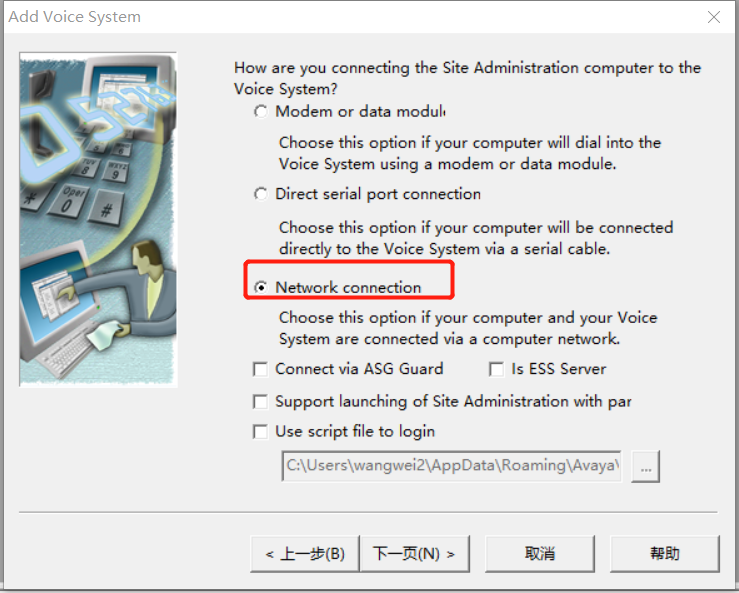 Add Voice System
How are you connecting the Site Administration computer to the
Voice System?
Modem or data modul
Choose this option if your computer will dial into the
Voice System using a modem or data module.
Direct serial port connection
Choose this option if your computer will be connected
directly to the Voice System via a serial cable.
Network connection
Choose this option if your computer and your Voice
System are connected via a computer network.
Connect via ASG Guard
Is ESS Server
Support launching of Site Administration with par
Use script file to login
C:\Users\wangwei2\AppData\Roaming\Avaya\
...
< 上一步(B)
下一页(N) >
取消
帮助